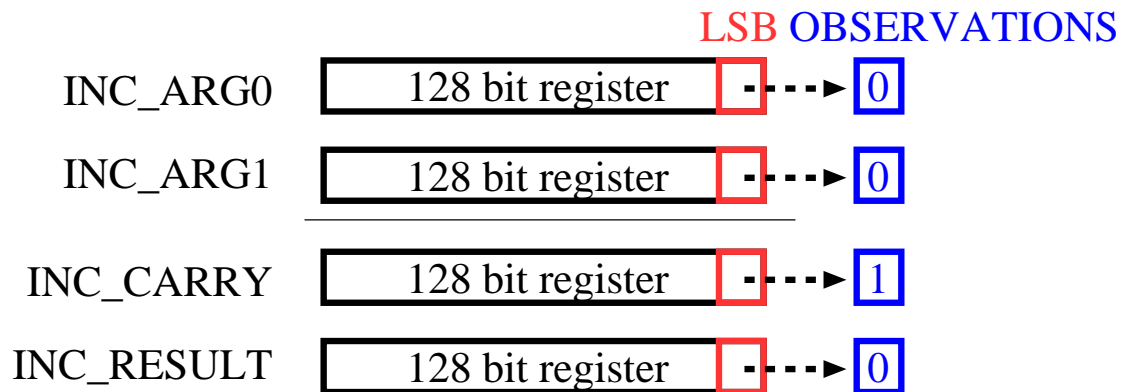 LSB OBSERVATIONS
INC_ARG0 128 bit register 0
INC_ARG1 128 bit register 0
INC_CARRY 128 bit register 1
INC_RESULT 128 bit register 0